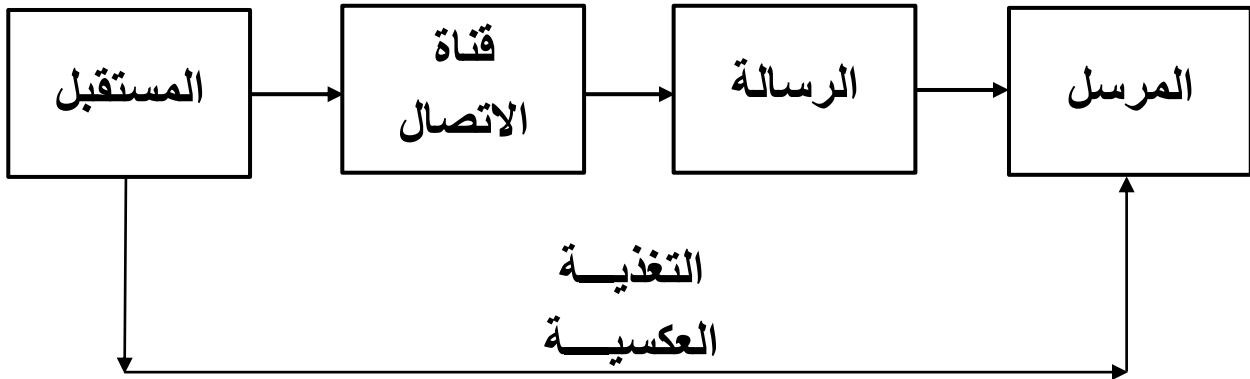 المرسل
الرسالة
قناة
الاتصال
المستقبل
التغذيـــة
العكسيـــة